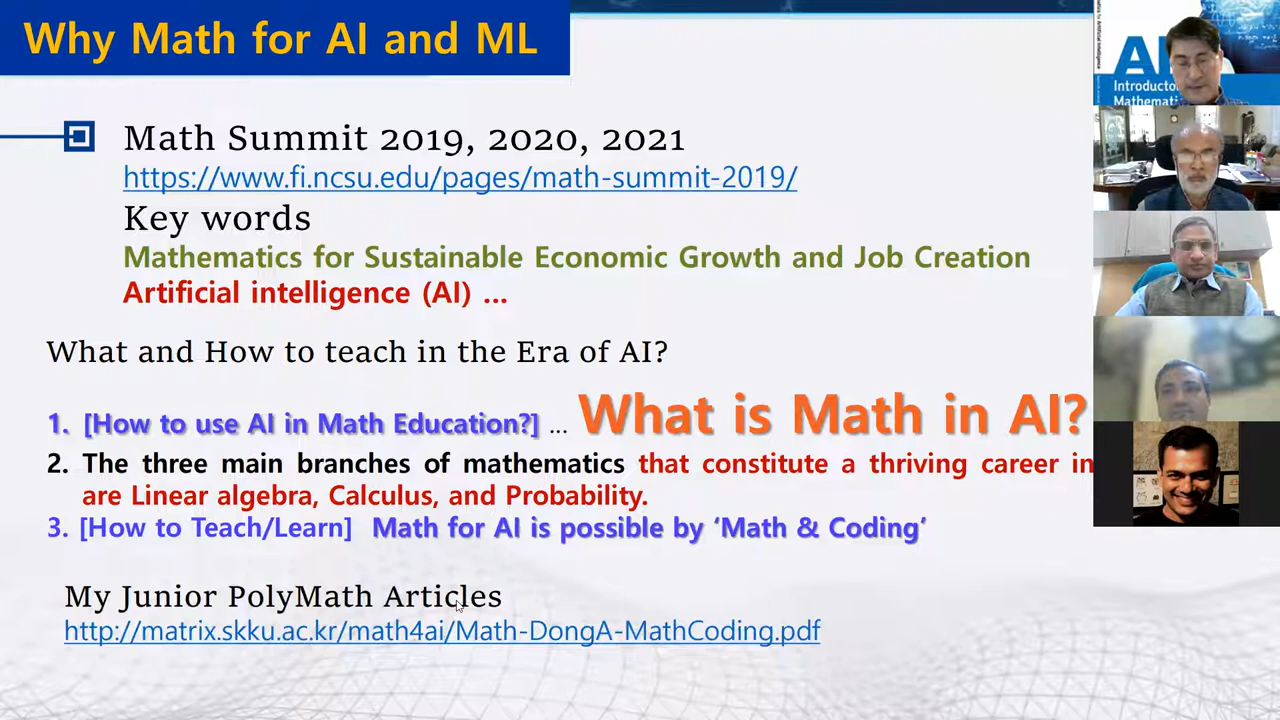 Why Math for AI and ML
Math Summit 2019, 2020, 2021
https://www.fi.ncsu.edu/pages/math-summit-2019/
Key words
Mathematics for Sustainable Economic Growth and Job Creation
Artificial intelligence (AI) ...
What and How to teach in the Era of AI?
1. [How to use AI in Math Education?] ... What is Math in AI?
2. The three main branches of mathematics that constitute a thriving career in
are Linear algebra, Calculus, and Probability.
3. [How to Teach/Learn] Math for AI is possible by ‘Math & Coding’
My Junior PolyMath Articles
http://matrix.skku.ac.kr/math4ai/Math-DongA-MathCoding.pdf
AI
Introducto
Mathemati